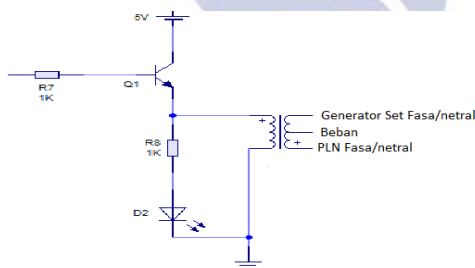 5V
R7
1K
Q1
Generator Set Fasa/netral
Beban
PLN Fasa/netral
R8
1K
D2